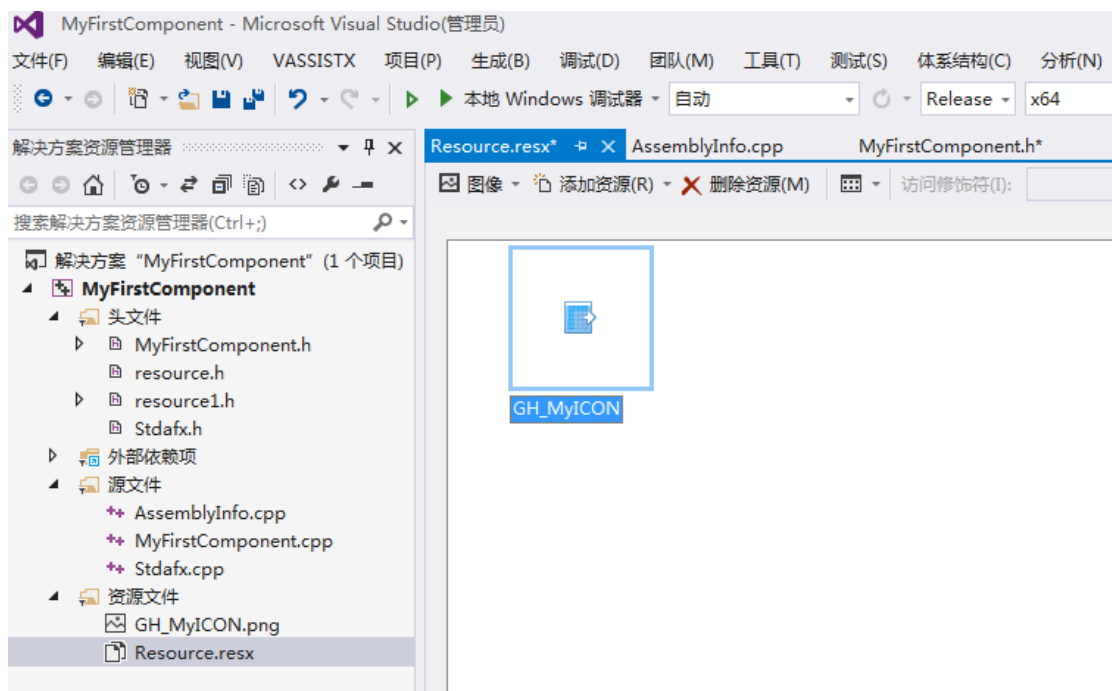 MyFirstComponent - Microsoft Visual Studio(管理员)
文件(F) 编辑(E) 视图(V) VASSISTX 项目(P) 生成(B) 调试(D) 团队(M) 工具(T) 测试(S) 体系结构(C) 分析(N)
本地 Windows 调试器 自动 Release x64
解决方案资源管理器 Resource.resx* AssemblyInfo.cpp MyFirstComponent.h*
图像 添加资源(R) 删除资源(M) 访问修饰符(I):
搜索解决方案资源管理器(Ctrl+;)
解决方案 "MyFirstComponent" (1 个项目)
MyFirstComponent
头文件
MyFirstComponent.h
resource.h
resource1.h
Stdafx.h
外部依赖项
源文件
AssemblyInfo.cpp
MyFirstComponent.cpp
Stdafx.cpp
资源文件
GH_MyICON.png
Resource.resx
GH_MyICON